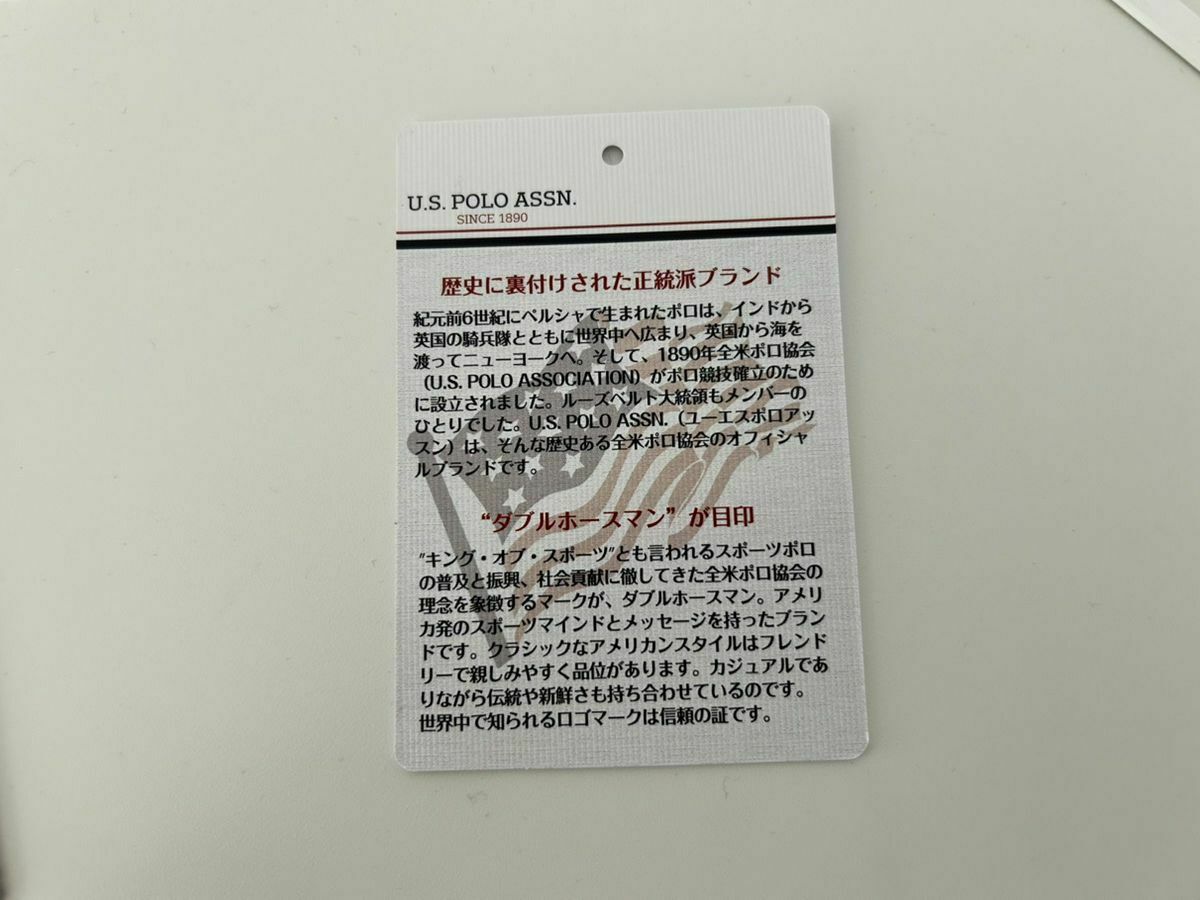 U.S. POLO ASSN.
SINCE 1890
歴史に裏付けされた正統派ブランド
紀元前6世紀にペルシャで生まれたポロは、インドから
英国の騎兵隊とともに世界中へ広まり、英国から海を
渡ってニューヨークへ。そして、1890年全米ポロ協会
（U.S. POLO ASSOCIATION）がポロ競技確立のため
に設立されました。ルーズベルト大統領もメンバーの
ひとりでした。U.S. POLO ASSN.（ユーエスポロアッ
スン）は、そんな歴史ある全米ポロ協会のオフィシャ
ルブランドです。
“ダブルホースマン”が目印
"キング・オブ・スポーツ"とも言われるスポーツポロ
の普及と振興、社会貢献に徹してきた全米ポロ協会の
理念を象徴するマークが、ダブルホースマン。アメリ
カ発のスポーツマインドとメッセージを持ったブラン
ドです。クラシックなアメリカンスタイルはフレンド
リーで親しみやすく品位があります。カジュアルであ
りながら伝統や新鮮さも持ち合わせているのです。
世界中で知られるロゴマークは信頼の証です。